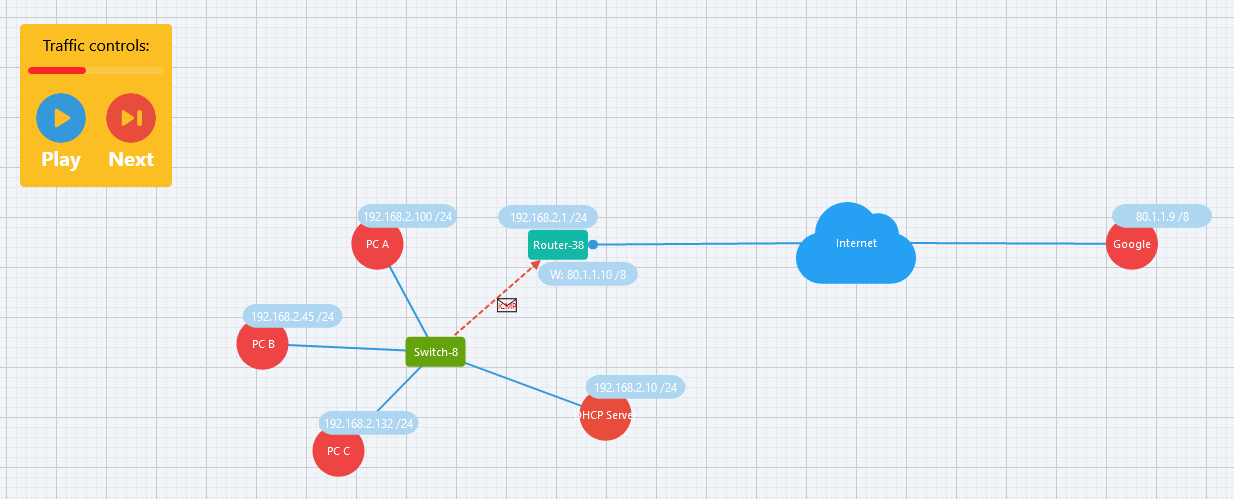 Traffic controls:
Play
Next
192.168.2.100 /24
PC A
192.168.2.1 /24
Router-38
W: 80.1.1.10 /8
Internet
80.1.1.9 /8
Google
192.168.2.45 /24
PC B
ICMP
Switch-8
192.168.2.10 /24
DHCP Server
192.168.2.132 /24
PC C